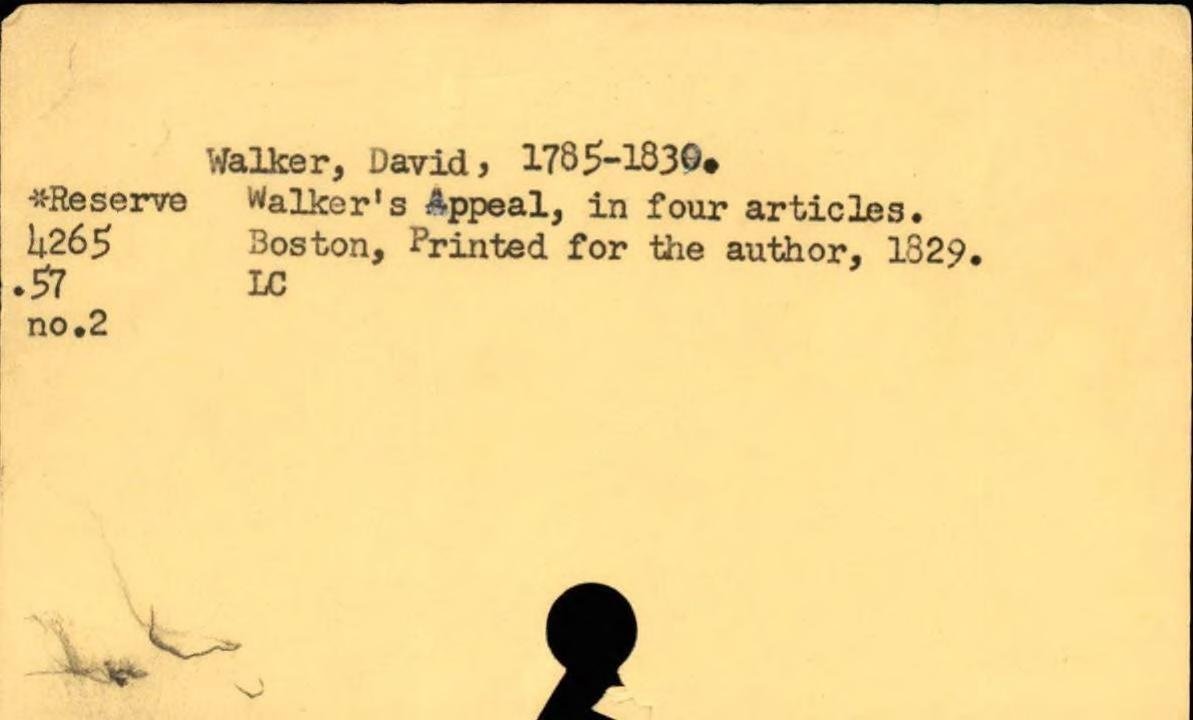 Walker, David, 1785-1830.
*Reserve Walker's Appeal, in four articles.
4265 Boston, Printed for the author, 1829.
.57 LC
no.2